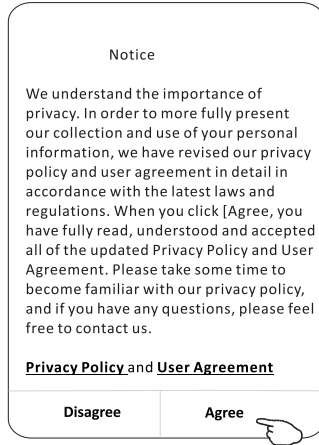 Notice
We understand the importance of
privacy. In order to more fully present
our collection and use of your personal
information, we have revised our privacy
policy and user agreement in detail in
accordance with the latest laws and
regulations. When you click [Agree, you
have fully read, understood and accepted
all of the updated Privacy Policy and User
Agreement. Please take some time to
become familiar with our privacy policy,
and if you have any questions, please feel
free to contact us.
Privacy Policy and User Agreement
Disagree Agree